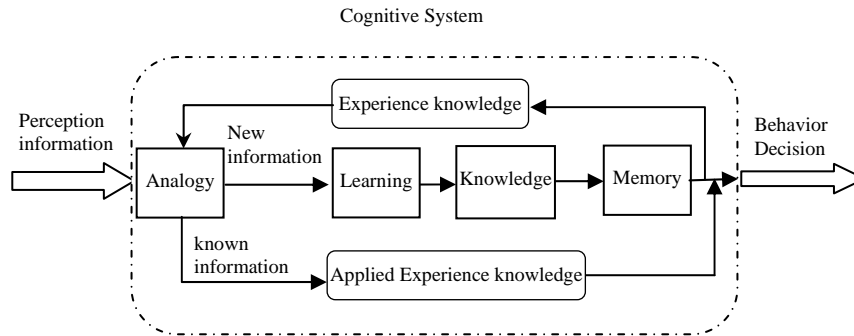 Cognitive System
Experience knowledge
Perception
information
New
information
Behavior
Decision
Analogy
Learning
Knowledge
Memory
known
information
Applied Experience knowledge